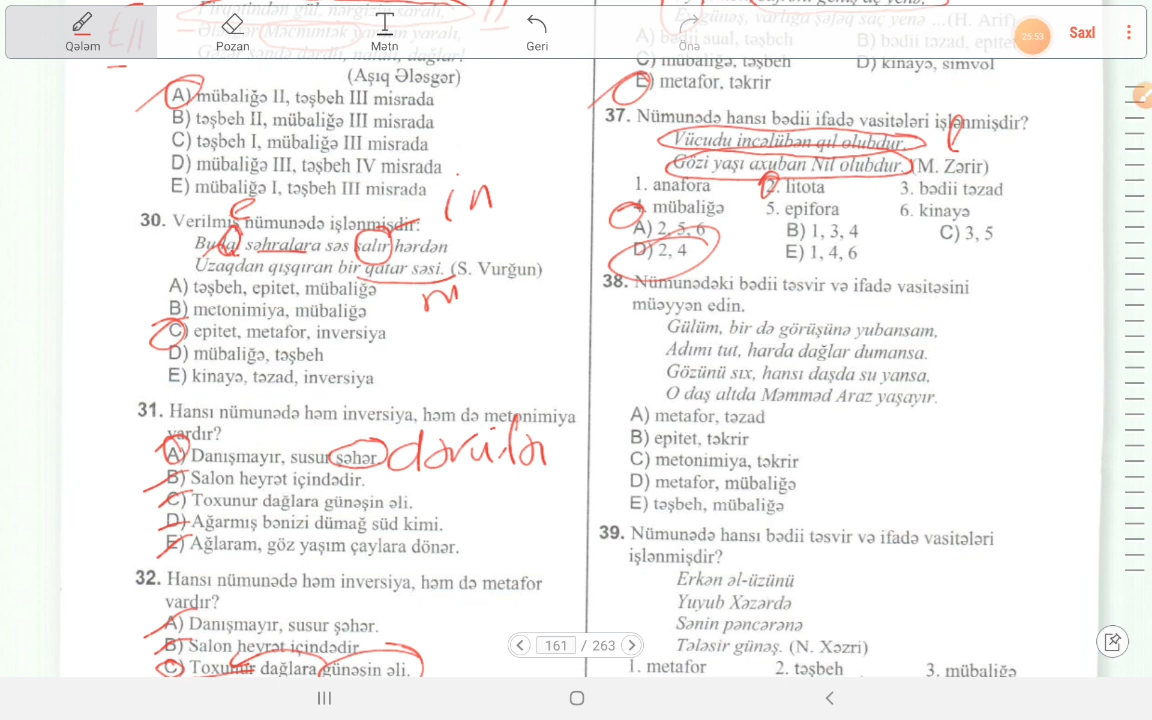 Qələm
Pozan
Mətn
Geri
Önə
25:53
Saxl
(Aşıq Ələsgər)
A) mübaliğə II, təşbeh III misrada
B) təşbeh II, mübaliğə III misrada
C) təşbeh I, mübaliğə III misrada
D) mübaliğə III, təşbeh IV misrada
E) mübaliğə I, təşbeh III misrada
in
e
30. Verilmiş nümunədə işlənmişdir:
səhralara səs salır hərdən
Uzaqdan qışqıran bir qatar səsi. (S. Vurğun)
m
A) təşbeh, epitet, mübaliğə
B) metonimiya, mübaliğə
C) epitet, metafor, inversiya
D) mübaliğə, təşbeh
E) kinayə, təzad, inversiya
31. Hansı nümunədə həm inversiya, həm də metonimiya
vardır?
A) Danışmayır, susur şəhər
B) Salon heyrət içindədir.
C) Toxunur dağlara günəşin əli.
D) Ağarmış bənizi dümağ süd kimi.
E) Ağlaram, göz yaşım çaylara dönər.
32. Hansı nümunədə həm inversiya, həm də metafor
vardır?
A) Danışmayır, susur şəhər.
B) Salon heyrət içindədir
C) Toxunur dağlara günəşin əli.
(H. Arif)
A) bədii sual, təşbeh
B) bədii təzad, epitet
C) mübaliğə, təşbeh
D) kinayə, simvol
E) metafor, təkrir
37. Nümunədə hansı bədii ifadə vasitələri işlənmişdir?
Vücudu incəlübən qıl olubdur.
Gözi yaşı axuban Nil olubdur. (M. Zərir)
1. anafora 2. litota 3. bədii təzad
4. mübaliğə 5. epifora 6. kinayə
A) 2, 5, 6 B) 1, 3, 4 C) 3, 5
D) 2, 4 E) 1, 4, 6
38. Nümunədəki bədii təsvir və ifadə vasitəsini
müəyyən edin.
Gülüm, bir də görüşünə yubansam,
Adımı tut, harda dağlar dumansa.
Gözünü sıx, hansı daşda su yansa,
O daş altda Məmməd Araz yaşayır.
A) metafor, təzad
B) epitet, təkrir
C) metonimiya, təkrir
D) metafor, mübaliğə
E) təşbeh, mübaliğə
39. Nümunədə hansı bədii təsvir və ifadə vasitələri
işlənmişdir?
Erkən əl-üzünü
Yuyub Xəzərdə
Sənin pəncərənə
Tələsir günəş. (N. Xəzri)
1. metafor 2. təşbeh 3. mübaliğə
161 / 263